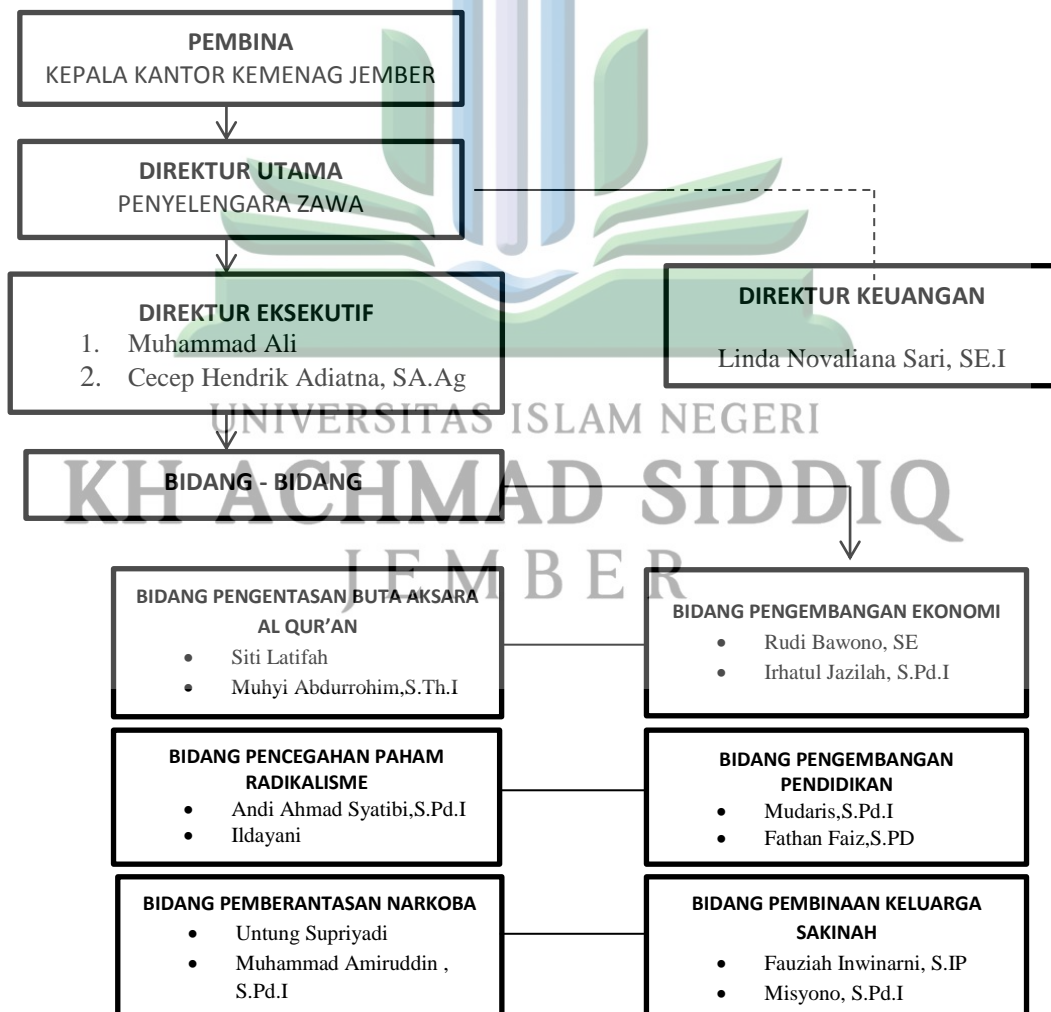 PEMBINA
KEPALA KANTOR KEMENAG JEMBER
DIREKTUR UTAMA
PENYELENGARA ZAWA
DIREKTUR EKSEKUTIF
1. Muhammad Ali
2. Cecep Hendrik Adiatna, SA.Ag
DIREKTUR KEUANGAN
Linda Novaliana Sari, SE.I
UNIVERSITAS ISLAM NEGERI
KH ACHMAD SIDDIQ
JEMBER
BIDANG - BIDANG
BIDANG PENGENTASAN BUTA AKSARA
AL QUR’AN
• Siti Latifah
• Muhyi Abdurrohim,S.Th.I
BIDANG PENGEMBANGAN EKONOMI
• Rudi Bawono, SE
• Irhatul Jazilah, S.Pd.I
BIDANG PENCEGAHAN PAHAM
RADIKALISME
• Andi Ahmad Syatibi,S.Pd.I
• Ildayani
BIDANG PENGEMBANGAN
PENDIDIKAN
• Mudaris,S.Pd.I
• Fathan Faiz,S.PD
BIDANG PEMBERANTASAN NARKOBA
• Untung Supriyadi
• Muhammad Amiruddin ,
S.Pd.I
BIDANG PEMBINAAN KELUARGA
SAKINAH
• Fauziah Inwinarni, S.IP
• Misyono, S.Pd.I